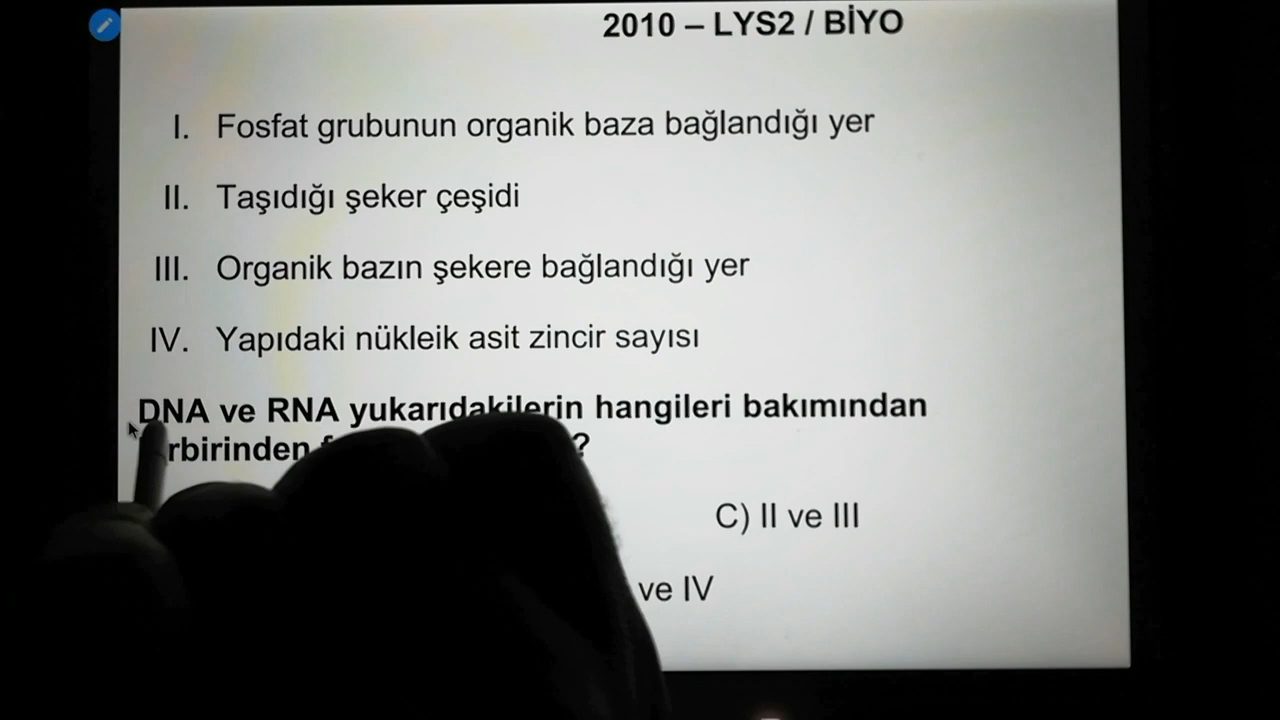 2010 – LYS2 / BİYO
I. Fosfat grubunun organik baza bağlandığı yer
II. Taşıdığı şeker çeşidi
III. Organik bazın şekere bağlandığı yer
IV. Yapıdaki nükleik asit zincir sayısı
DNA ve RNA yukarıdakilerin hangileri bakımından
rbirinden ?
C) II ve III
ve IV